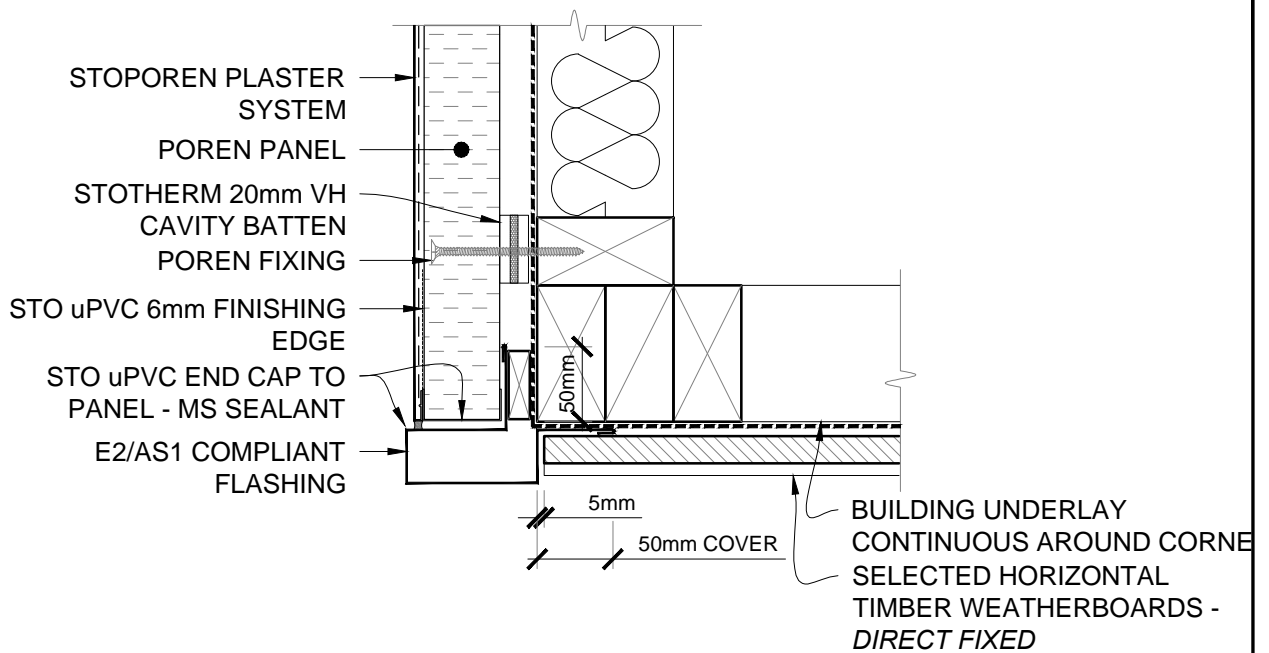 STOPOREN PLASTER
SYSTEM
POREN PANEL
STOTHERM 20mm VH
CAVITY BATTEN
POREN FIXING
STO uPVC 6mm FINISHING
EDGE
STO uPVC END CAP TO
PANEL - MS SEALANT
E2/AS1 COMPLIANT
FLASHING
50mm
5mm
50mm COVER
BUILDING UNDERLAY
CONTINUOUS AROUND CORNE
SELECTED HORIZONTAL
TIMBER WEATHERBOARDS -
DIRECT FIXED